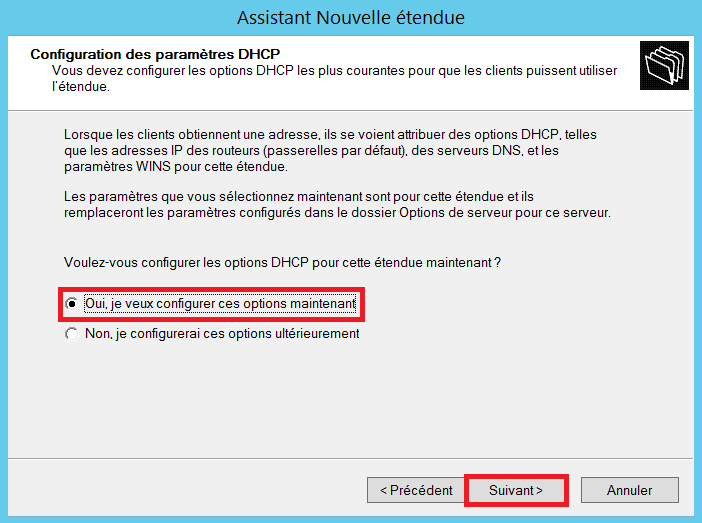 Assistant Nouvelle étendue
Configuration des paramètres DHCP
Vous devez configurer les options DHCP les plus courantes pour que les clients puissent utiliser
l'étendue.
Lorsque les clients obtiennent une adresse, ils se voient attribuer des options DHCP, telles
que les adresses IP des routeurs (passerelles par défaut), des serveurs DNS, et les
paramètres WINS pour cette étendue.
Les paramètres que vous sélectionnez maintenant sont pour cette étendue et ils
remplaceront les paramètres configurés dans le dossier Options de serveur pour ce serveur.
Voulez-vous configurer les options DHCP pour cette étendue maintenant ?
Oui, je veux configurer ces options maintenant
Non, je configurerai ces options ultérieurement
< Précédent
Suivant >
Annuler